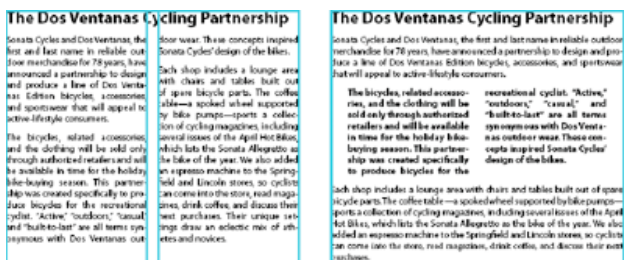 The Dos Ventanas Cycling Partnership
Sonata Cycles and Dos Ventanas, the
first and last name in reliable out-
door merchandise for 78 years, have
announced a partnership to design
and produce a line of Dos Venta-
nas Edition bicycles, accessories,
and sportswear that will appeal to
active-lifestyle consumers.
The bicycles, related accessories,
and the clothing will be sold only
through authorized retailers and will
be available in time for the holiday
bike-buying season. This partner-
ship was created specifically to pro-
duce bicycles for the recreational
cyclist. "Active," "outdoors," "casual,"
and "built-to-last" are all terms syn-
onymous with Dos Ventanas out-
door wear. These concepts inspired
Sonata Cycles' design of the bikes.
Each shop includes a lounge area
with chairs and tables built out
of spare bicycle parts. The coffee
table—a spoked wheel supported
by bike pumps—sports a collec-
tion of cycling magazines, including
several issues of the April Hot Bikes,
which lists the Sonata Allegretto as
the bike of the year. We also added
an espresso machine to the Spring-
field and Lincoln stores, so cyclists
can come into the store, read maga-
zines, drink coffee, and discuss their
next purchases. Their unique set-
tings draw an eclectic mix of ath-
letes and novices.
The Dos Ventanas Cycling Partnership
Sonata Cycles and Dos Ventanas, the first and last name in reliable outdoor
merchandise for 78 years, have announced a partnership to design and pro-
duce a line of Dos Ventanas Edition bicycles, accessories, and sportswear
that will appeal to active-lifestyle consumers.
The bicycles, related accesso-
ries, and the clothing will be
sold only through authorized
retailers and will be available
in time for the holiday bike-
buying season. This partner-
ship was created specifically
to produce bicycles for the
recreational cyclist. "Active,"
"outdoors," "casual," and
"built-to-last" are all terms
synonymous with Dos Venta-
nas outdoor wear. These con-
cepts inspired Sonata Cycles'
design of the bikes.
Each shop includes a lounge area with chairs and tables built out of spare
bicycle parts. The coffee table—a spoked wheel supported by bike pumps—
sports a collection of cycling magazines, including several issues of the April
Hot Bikes, which lists the Sonata Allegretto as the bike of the year. We also
added an espresso machine to the Springfield and Lincoln stores, so cyclists
can come into the store, read magazines, drink coffee, and discuss their next
purchases.